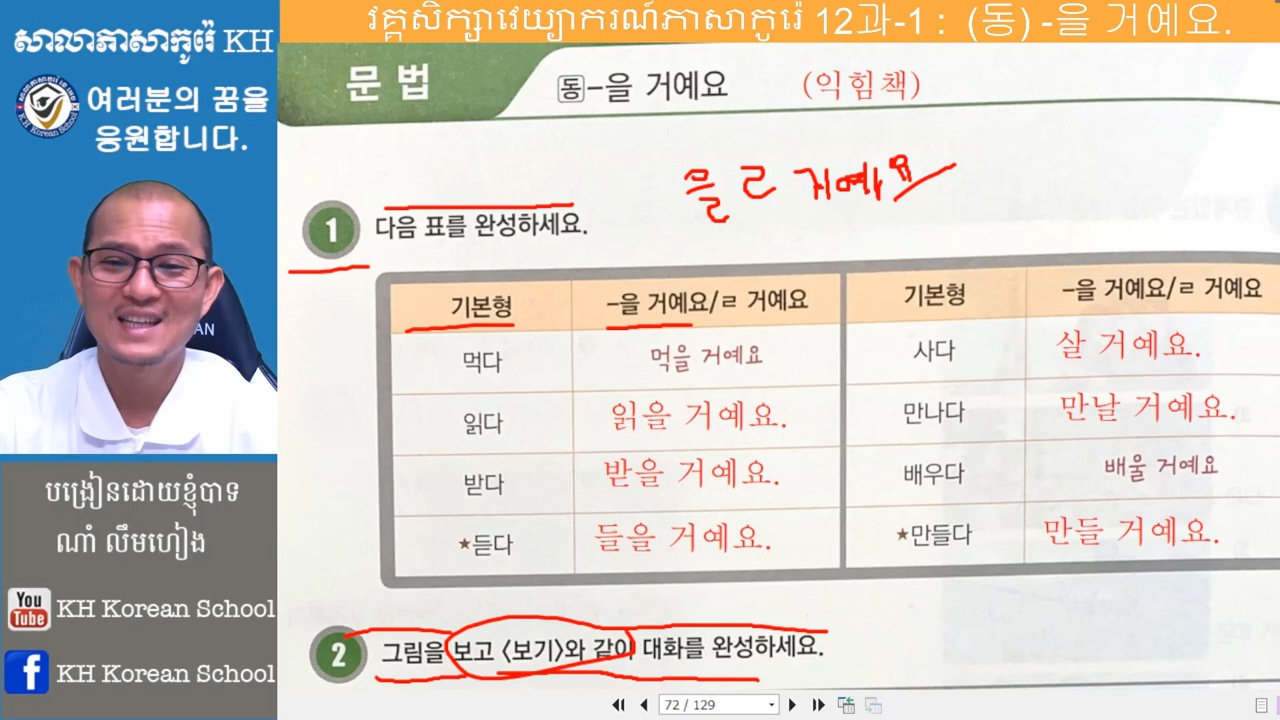 សាលាភាសាកូរ៉េ KH
여러분의 꿈을
응원합니다.
វគ្គសិក្សាវេយ្យាករណ៍ភាសាកូរ៉េ 12과-1 : (동) -을 거예요.
문 법
동-을 거예요 (익힘책)
을 ㄹ 거예요
1 다음 표를 완성하세요.
기본형 -을 거예요/ㄹ 거예요 기본형 -을 거예요/ㄹ 거예요
먹다 먹을 거예요 사다 살 거예요.
읽다 읽을 거예요. 만나다 만날 거예요.
받다 받을 거예요. 배우다 배울 거예요
★듣다 들을 거예요. ★만들다 만들 거예요.
2 그림을 보고 〈보기〉와 같이 대화를 완성하세요.
បង្រៀនដោយខ្ញុំបាទ
ណាំ លឹមហៀង
You Tube KH Korean School
f KH Korean School
72 / 129